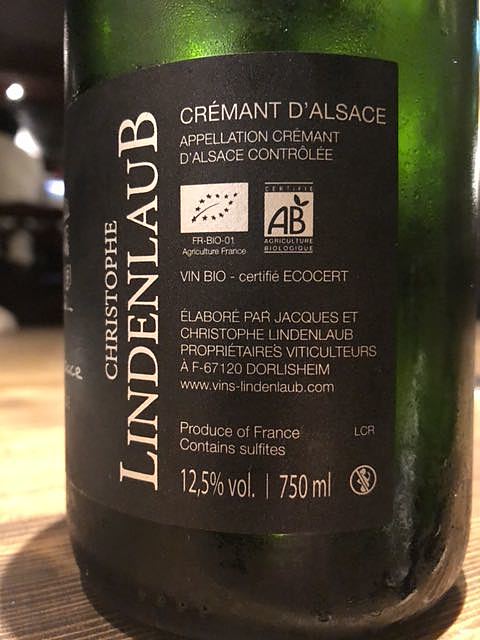 CHRISTOPHE
LINDENLAUB
CRÉMANT D'ALSACE
APPELLATION CRÉMANT
D'ALSACE CONTRÔLÉE
CERTIFIÉ
AB
AGRICULTURE
BIOLOGIQUE
FR-BIO-01
Agriculture France
VIN BIO - certifié ECOCERT
ÉLABORÉ PAR JACQUES ET
CHRISTOPHE LINDENLAUB
PROPRIÉTAIRES VITICULTEURS
À F-67120 DORLISHEIM
www.vins-lindenlaub.com
Produce of France LCR
Contains sulfites
12,5% vol. | 750 ml